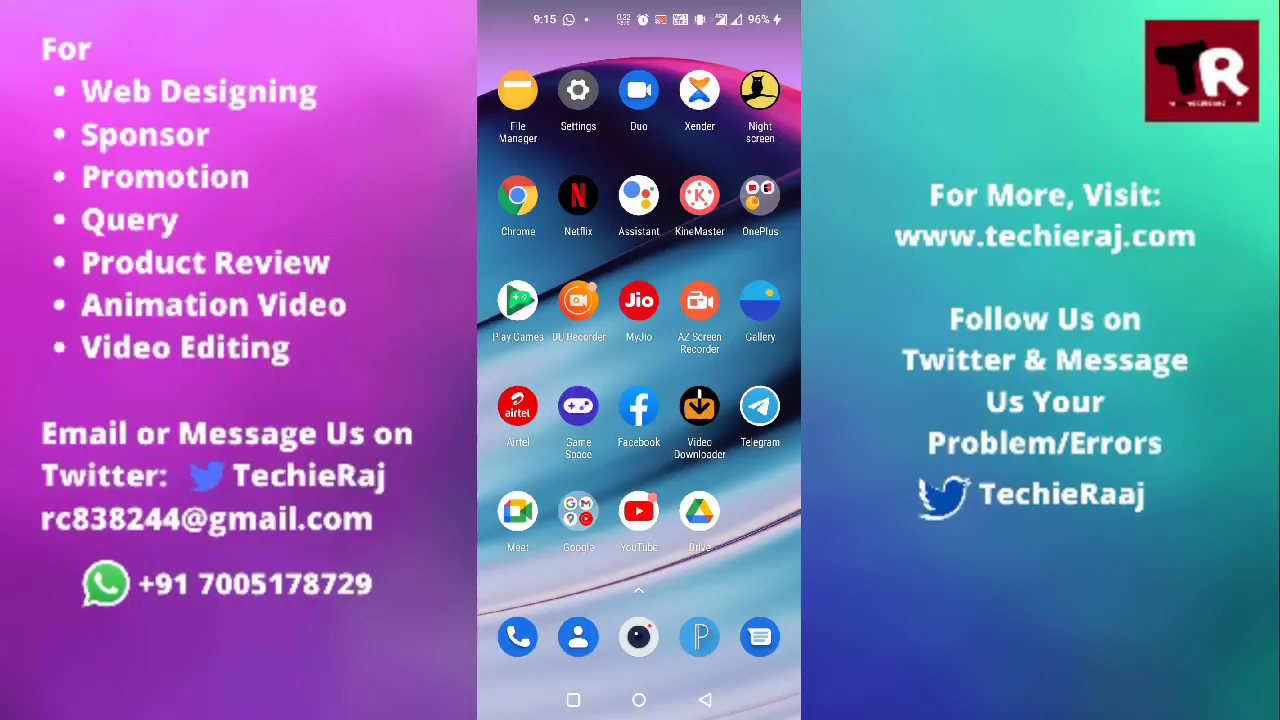 For
• Web Designing
• Sponsor
• Promotion
• Query
• Product Review
• Animation Video
• Video Editing
Email or Message Us on
Twitter: TechieRaj
rc838244@gmail.com
+91 7005178729
9:15
96%
File Manager
Settings
Duo
Xender
Night screen
Chrome
Netflix
Assistant
KineMaster
OnePlus
Play Games
DU Recorder
Jio
MyJio
AZ Screen Recorder
Gallery
airtel
Airtel
Game Space
Facebook
Video Downloader
Telegram
Meet
Google
YouTube
Drive
TR
For More, Visit:
www.techieraj.com
Follow Us on
Twitter & Message
Us Your
Problem/Errors
TechieRaaj